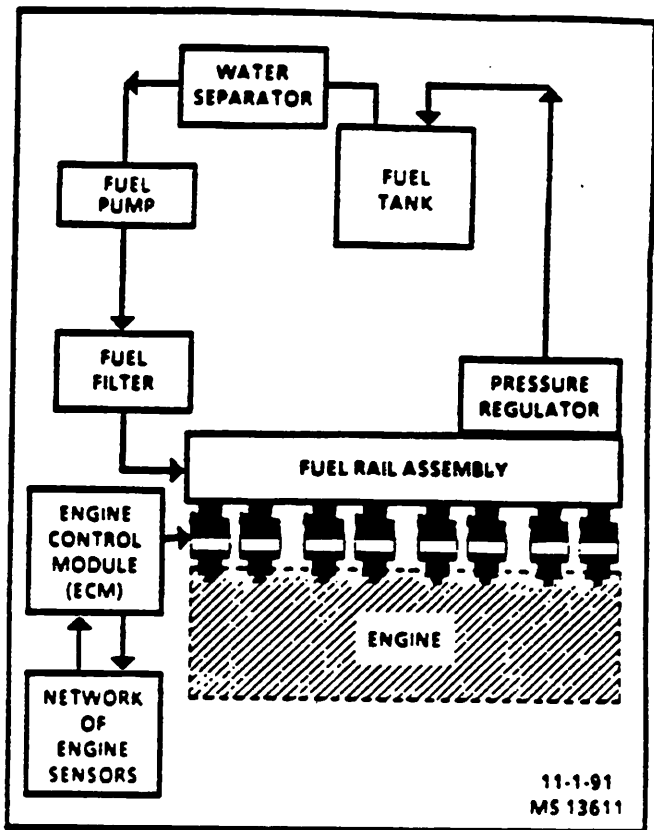 WATER
SEPARATOR
FUEL
TANK
FUEL
PUMP
FUEL
FILTER
PRESSURE
REGULATOR
FUEL RAIL ASSEMBLY
ENGINE
CONTROL
MODULE
(ECM)
ENGINE
NETWORK
OF
ENGINE
SENSORS
11-1-91
MS 13611